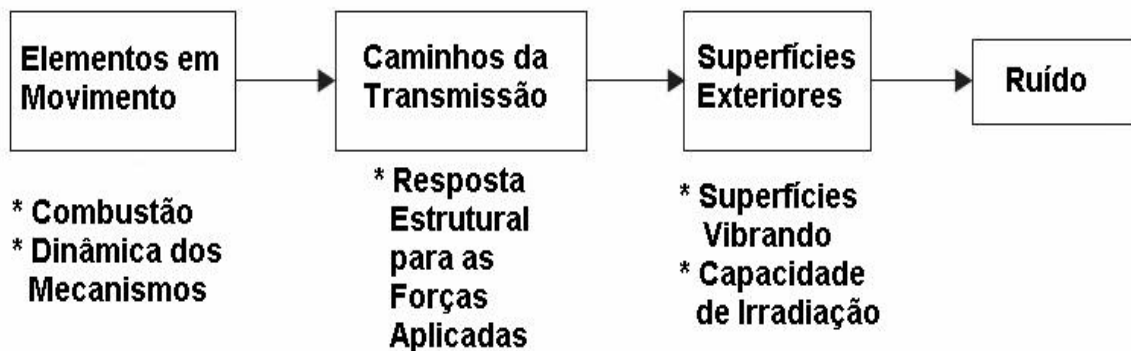 Elementos em
Movimento
Caminhos da
Transmissão
Superfícies
Exteriores
Ruído
* Combustão
* Dinâmica dos
Mecanismos
* Resposta
Estrutural
para as
Forças
Aplicadas
* Superfícies
Vibrando
* Capacidade
de Irradiação